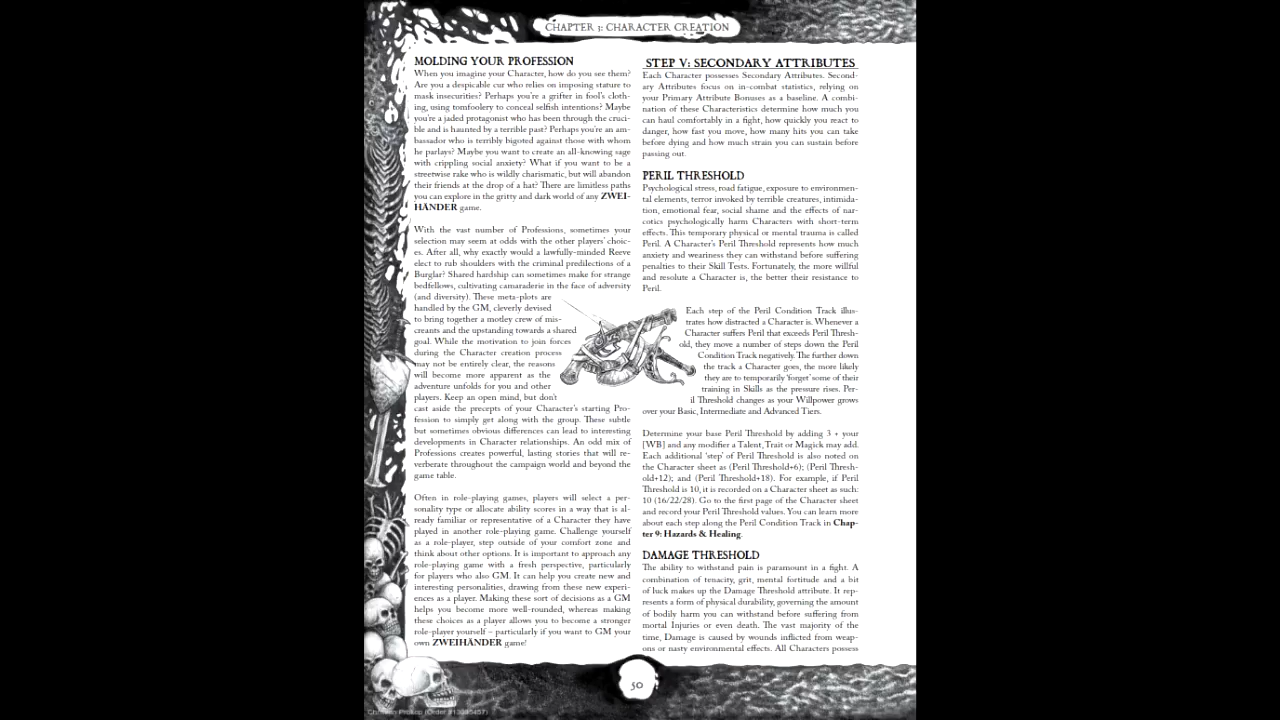 CHAPTER 3: CHARACTER CREATION
MOLDING YOUR PROFESSION
When you imagine your Character, how do you see them?
Are you a despicable cur who relies on imposing stature to
mask insecurities? Perhaps you're a grifter in fool's cloth-
ing, using tomfoolery to conceal selfish intentions? Maybe
you're a jaded protagonist who has been through the cruci-
ble and is haunted by a terrible past? Perhaps you're an am-
bassador who is terribly bigoted against those with whom
he parlays? Maybe you want to create an all-knowing sage
with crippling social anxiety? What if you want to be a
streetwise rake who is wildly charismatic, but will abandon
their friends at the drop of a hat? There are limitless paths
you can explore in the gritty and dark world of any ZWEI-
HÄNDER game.
With the vast number of Professions, sometimes your
selection may seem at odds with the other players' choic-
es. After all, why exactly would a lawfully-minded Reeve
elect to rub shoulders with the criminal predilections of a
Burglar? Shared hardship can sometimes make for strange
bedfellows, cultivating camaraderie in the face of adversity
(and diversity). These meta-plots are
handled by the GM, cleverly devised
to bring together a motley crew of mis-
creants and the upstanding towards a shared
goal. While the motivation to join forces
during the Character creation process
may not be entirely clear, the reasons
will become more apparent as the
adventure unfolds for you and other
players. Keep an open mind, but don't
cast aside the precepts of your Character's starting Pro-
fession to simply get along with the group. These subtle
but sometimes obvious differences can lead to interesting
developments in Character relationships. An odd mix of
Professions creates powerful, lasting stories that will re-
verberate throughout the campaign world and beyond the
game table.
Often in role-playing games, players will select a per-
sonality type or allocate ability scores in a way that is al-
ready familiar or representative of a Character they have
played in another role-playing game. Challenge yourself
as a role-player, step outside of your comfort zone and
think about other options. It is important to approach any
role-playing game with a fresh perspective, particularly
for players who also GM. It can help you create new and
interesting personalities, drawing from these new experi-
ences as a player. Making these sort of decisions as a GM
helps you become more well-rounded, whereas making
these choices as a player allows you to become a stronger
role-player yourself – particularly if you want to GM your
own ZWEIHÄNDER game!
STEP V: SECONDARY ATTRIBUTES
Each Character possesses Secondary Attributes. Second-
ary Attributes focus on in-combat statistics, relying on
your Primary Attribute Bonuses as a baseline. A combi-
nation of these Characteristics determine how much you
can haul comfortably in a fight, how quickly you react to
danger, how fast you move, how many hits you can take
before dying and how much strain you can sustain before
passing out.
PERIL THRESHOLD
Psychological stress, road fatigue, exposure to environmen-
tal elements, terror invoked by terrible creatures, intimida-
tion, emotional fear, social shame and the effects of nar-
cotics psychologically harm Characters with short-term
effects. This temporary physical or mental trauma is called
Peril. A Character's Peril Threshold represents how much
anxiety and weariness they can withstand before suffering
penalties to their Skill Tests. Fortunately, the more willful
and resolute a Character is, the better their resistance to
Peril.
Each step of the Peril Condition Track illus-
trates how distracted a Character is. Whenever a
Character suffers Peril that exceeds Peril Thresh-
old, they move a number of steps down the Peril
Condition Track negatively. The further down
the track a Character goes, the more likely
they are to temporarily 'forget' some of their
training in Skills as the pressure rises. Per-
il Threshold changes as your Willpower grows
over your Basic, Intermediate and Advanced Tiers.
Determine your base Peril Threshold by adding 3 + your
[WB] and any modifier a Talent, Trait or Magick may add.
Each additional 'step' of Peril Threshold is also noted on
the Character sheet as (Peril Threshold+6); (Peril Thresh-
old+12); and (Peril Threshold+18). For example, if Peril
Threshold is 10, it is recorded on a Character sheet as such:
10 (16/22/28). Go to the first page of the Character sheet
and record your Peril Threshold values. You can learn more
about each step along the Peril Condition Track in Chap-
ter 9: Hazards & Healing.
DAMAGE THRESHOLD
The ability to withstand pain is paramount in a fight. A
combination of tenacity, grit, mental fortitude and a bit
of luck makes up the Damage Threshold attribute. It rep-
resents a form of physical durability, governing the amount
of bodily harm you can withstand before suffering from
mortal Injuries or even death. The vast majority of the
time, Damage is caused by wounds inflicted from weap-
ons or nasty environmental effects. All Characters possess
50